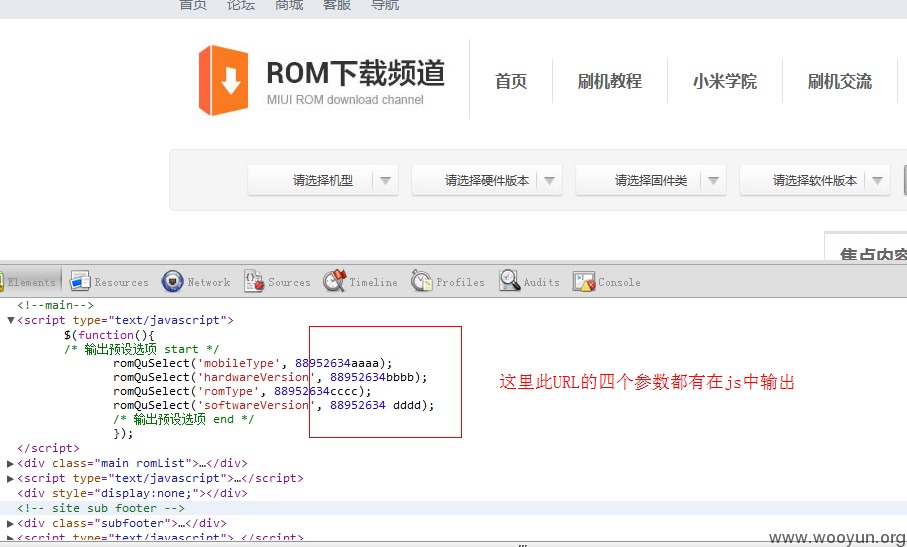 首页 论坛 商城 客服 导航
ROM下载频道
MIUI ROM download channel
首页 刷机教程 小米学院 刷机交流
请选择机型 请选择硬件版本 请选择固件类 请选择软件版本
焦点内容
Elements Resources Network Sources Timeline Profiles Audits Console
<!--main-->
▼<script type="text/javascript">
$(function(){
/* 输出预设选项 start */
romQuSelect('mobileType', 88952634aaaa);
romQuSelect('hardwareVersion', 88952634bbbb);
romQuSelect('romType', 88952634cccc);
romQuSelect('softwareVersion', 88952634 dddd);
/* 输出预设选项 end */
});
</script>
这里此URL的四个参数都有在js中输出
▶<div class="main romList">…</div>
▶<script type="text/javascript">…</script>
<div style="display:none;"></div>
<!-- site sub footer -->
▶<div class="subfooter">…</div>
▶<script type="text/javascript">…</script>
www.wooyun.org